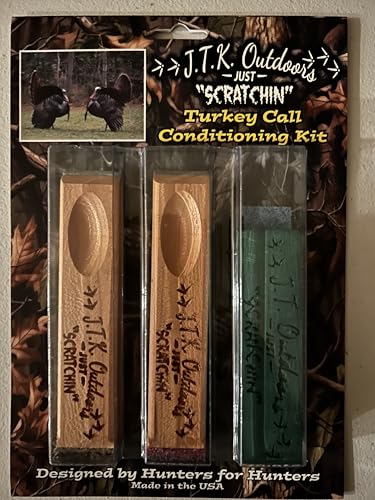 J.T.K. Outdoors
JUST
"SCRATCHIN"
Turkey Call
Conditioning Kit
J.T.K. Outdoors
JUST
"SCRATCHIN"
J.T.K. Outdoors
JUST
"SCRATCHIN"
J.T. Outdoors
JUST
"SCRATCHIN"
Designed by Hunters for Hunters
Made in the USA